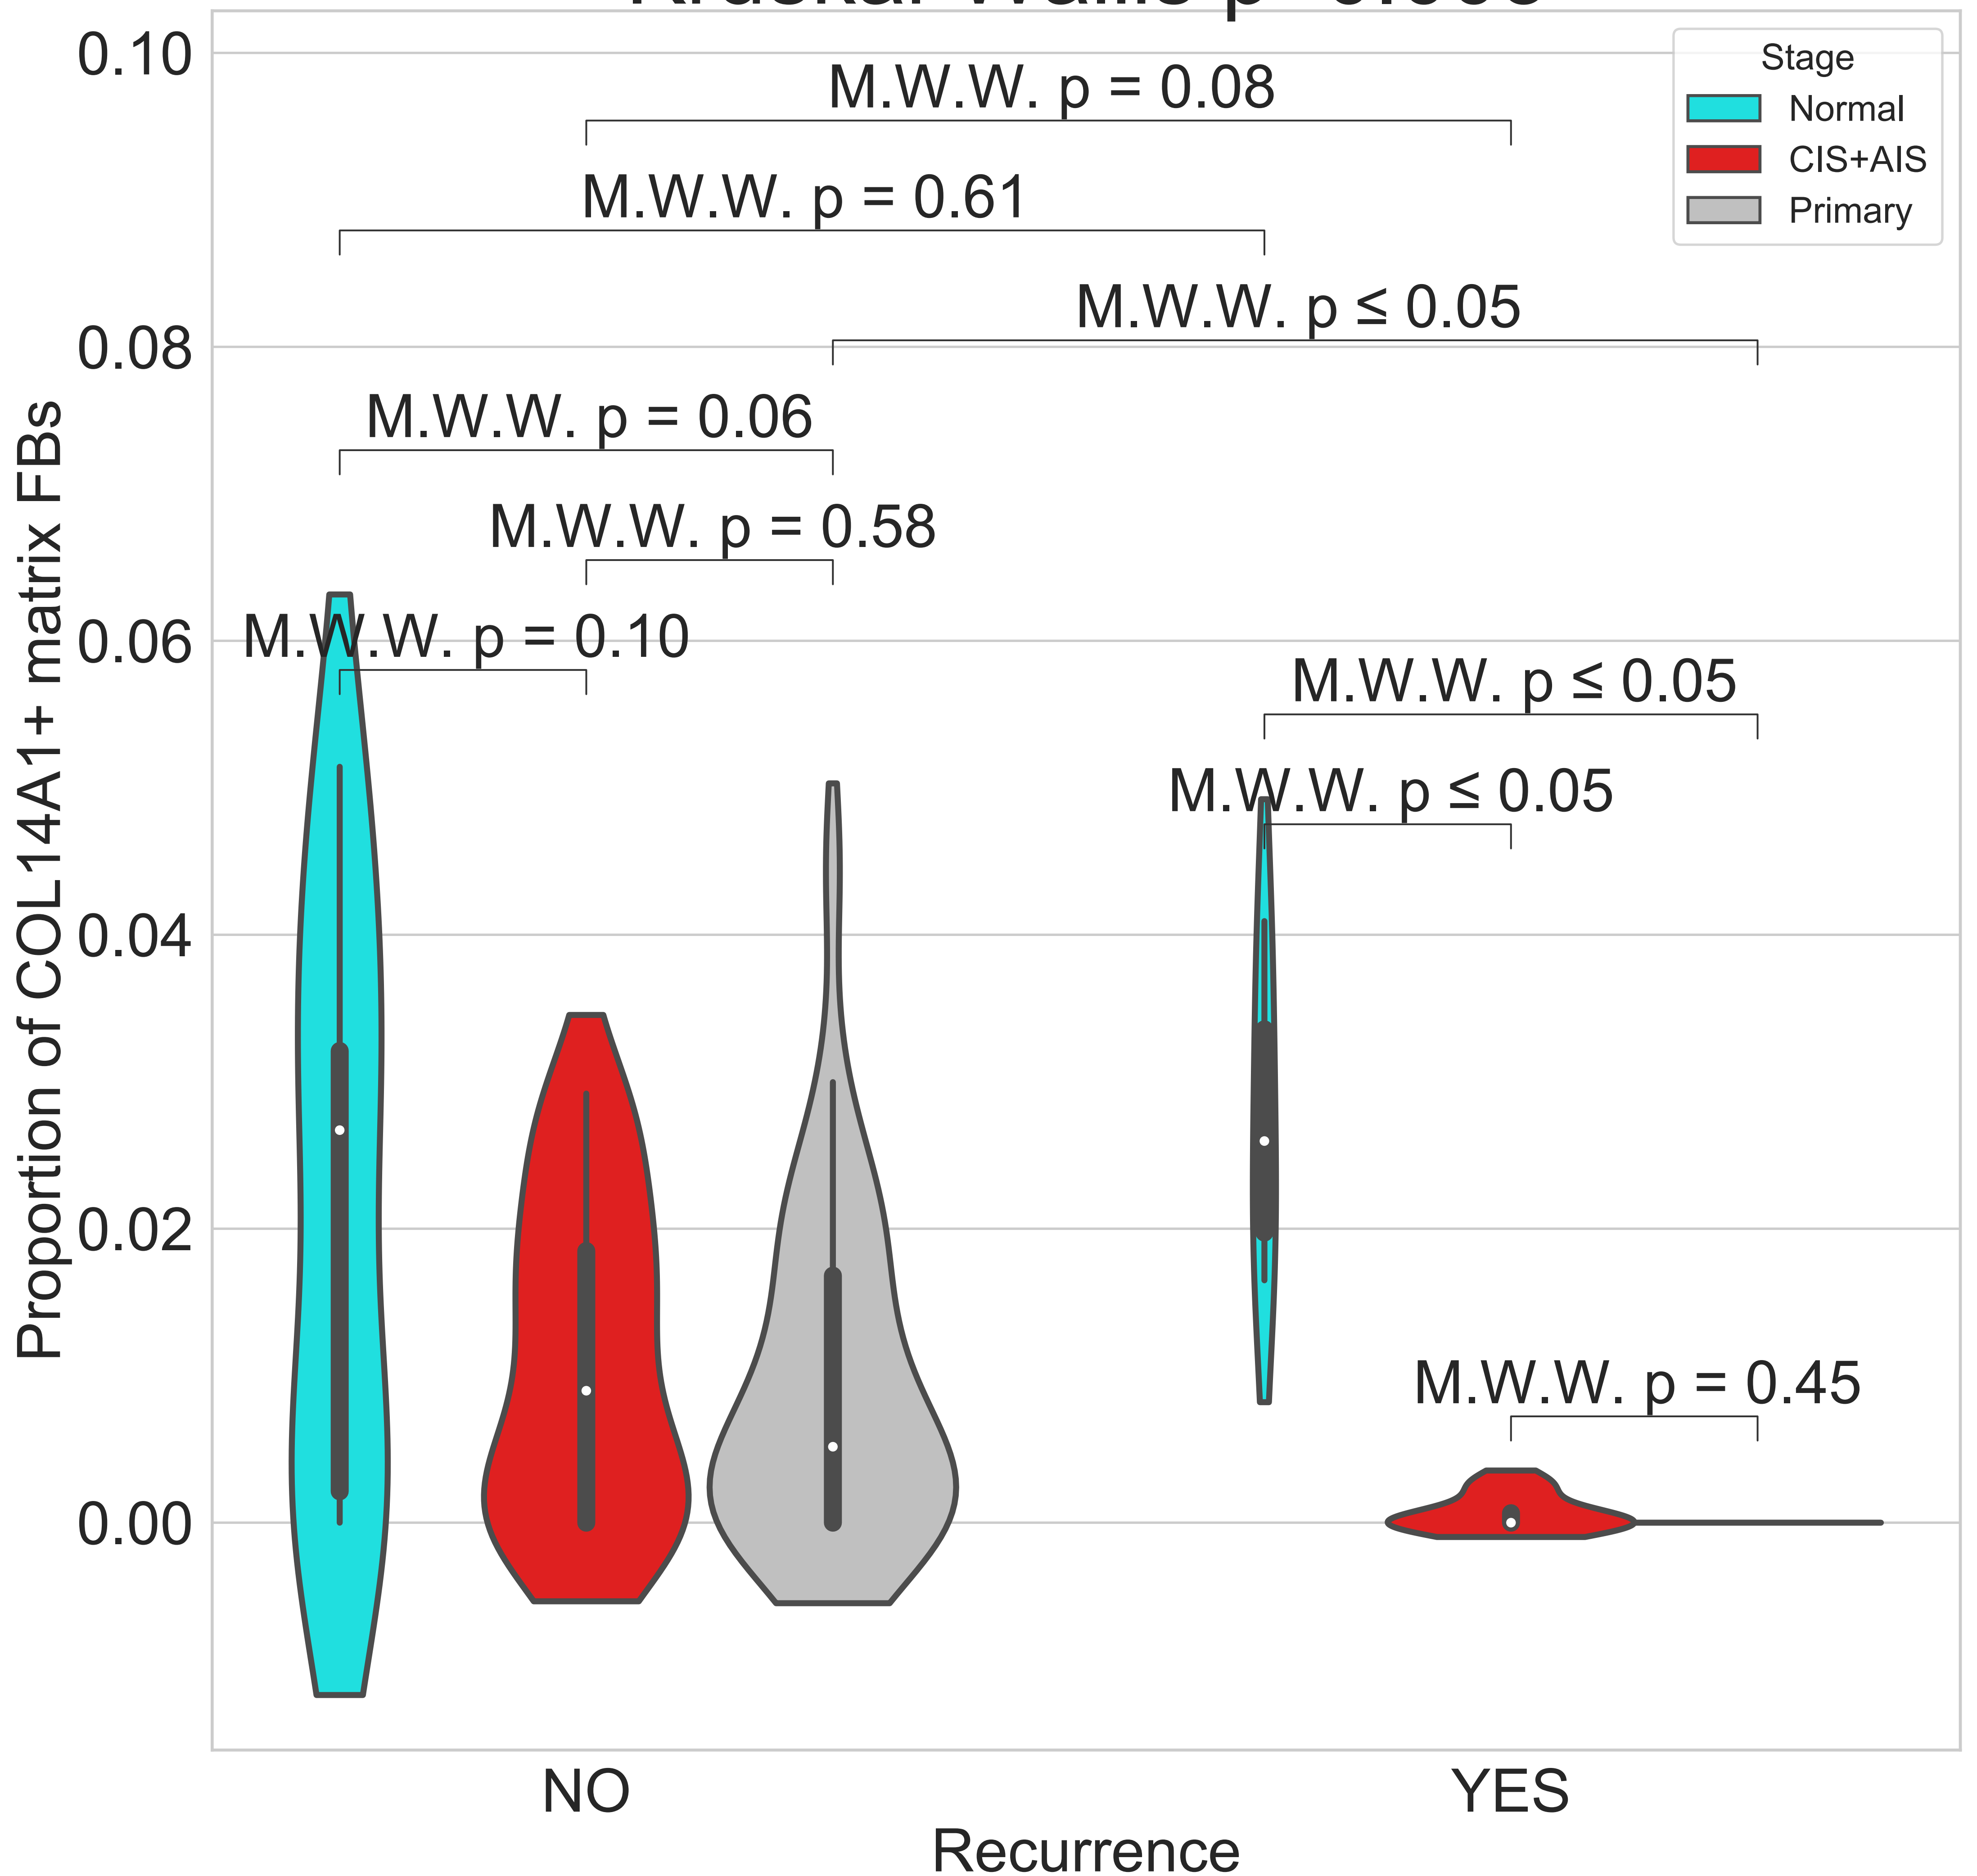 0.10
0.08
0.06
0.04
0.02
0.00
Proportion of COL14A1+ matrix FBs
Stage
Normal
CIS+AIS
Primary
M.W.W. p = 0.08
M.W.W. p = 0.61
M.W.W. p ≤ 0.05
M.W.W. p = 0.06
M.W.W. p = 0.58
M.W.W. p = 0.10
M.W.W. p ≤ 0.05
M.W.W. p ≤ 0.05
M.W.W. p = 0.45
NO
YES
Recurrence